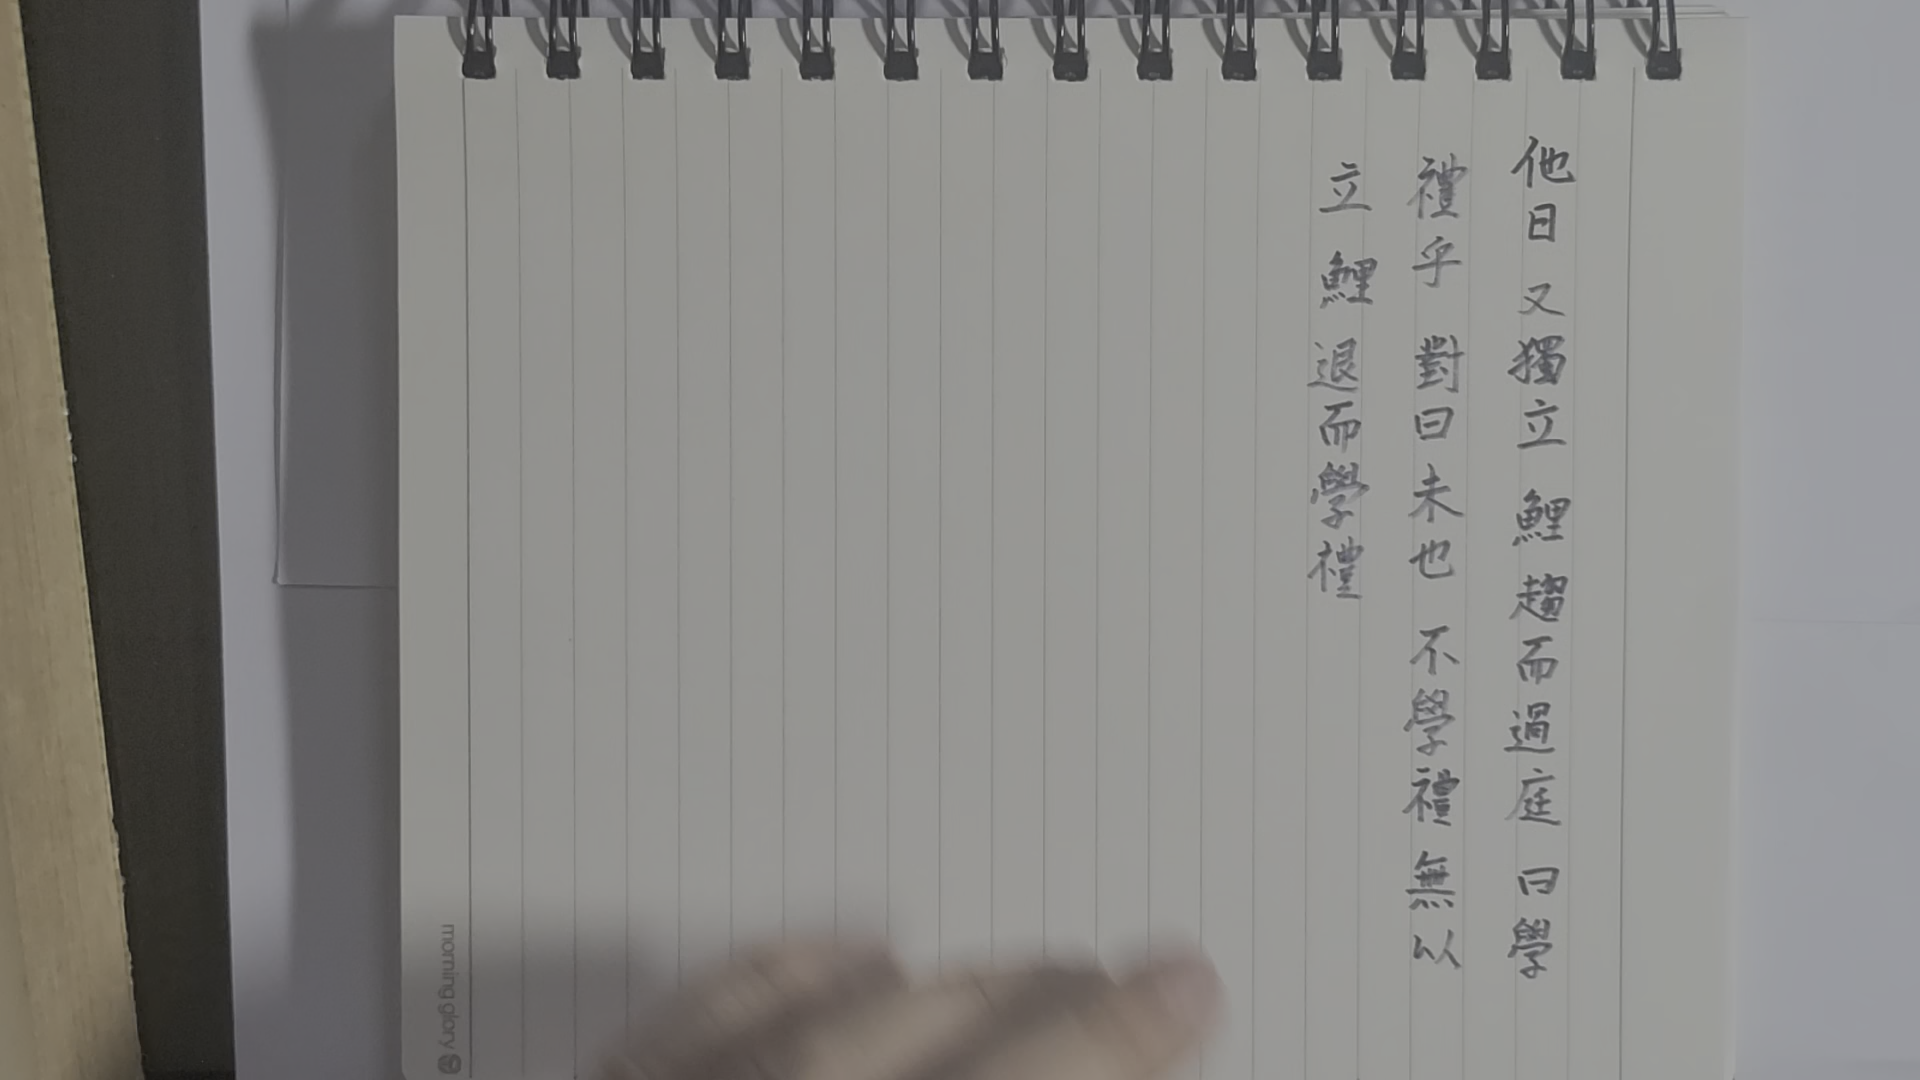 他日 又獨立 鯉 趨而過庭 曰學
禮乎 對曰未也 不學禮 無以
立 鯉退而學禮
morning glory